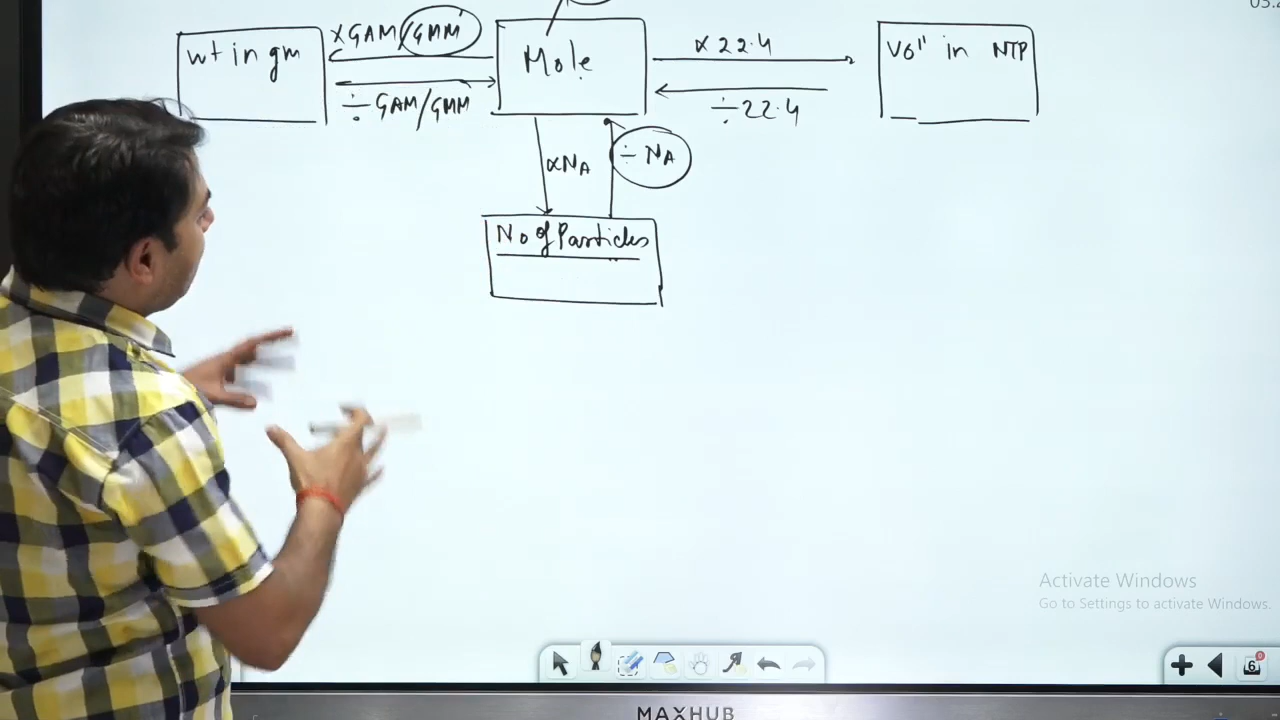 wt in gm
×GAM/GMM
÷ GAM/GMM
Mole
×22.4
÷22.4
Vol" in NTP
×NA
÷ NA
No of Particles
Activate Windows
Go to Settings to activate Windows.
6
MAXHUB